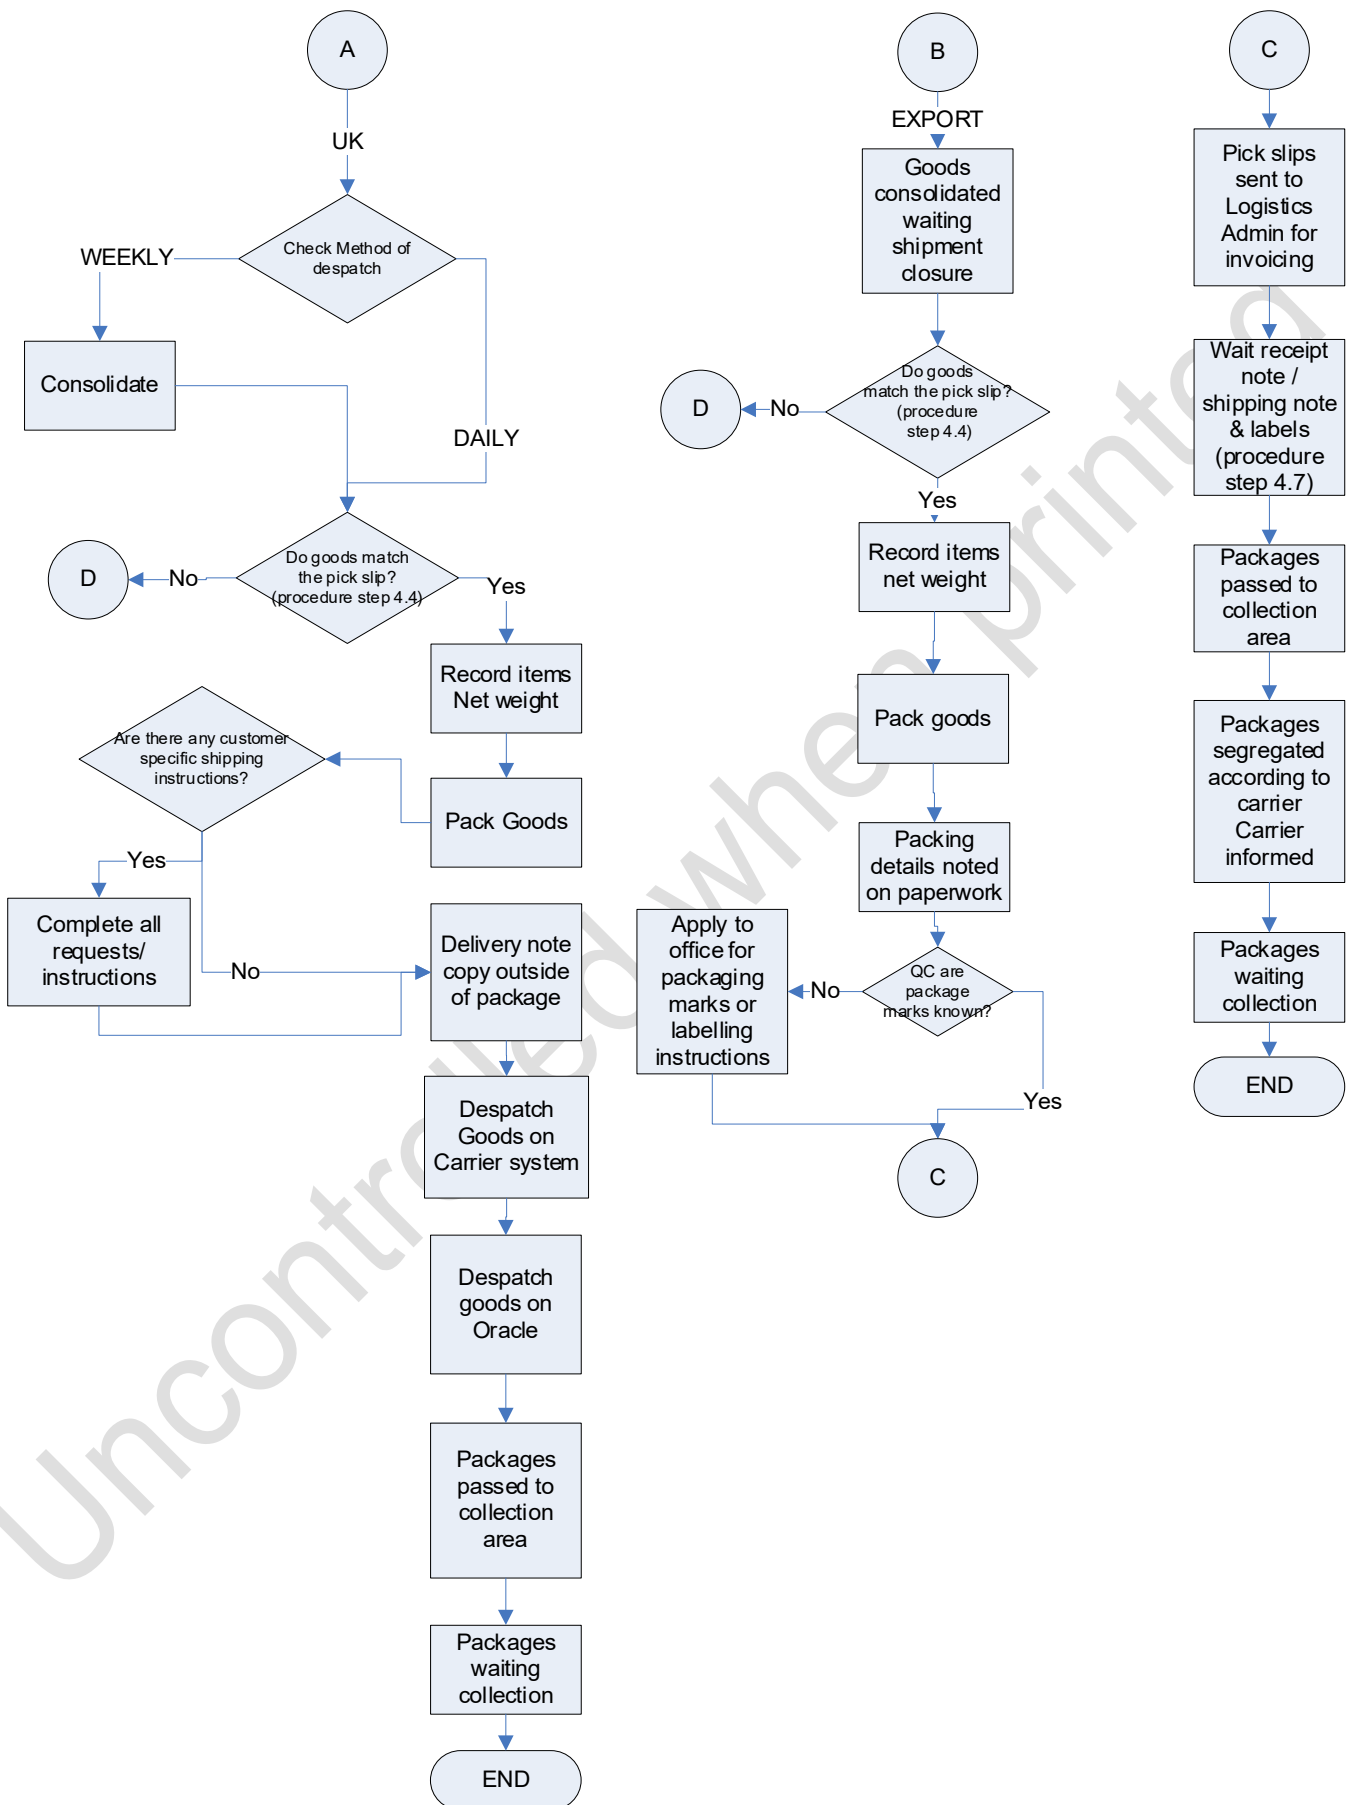 A
UK
Check Method of
despatch
WEEKLY
Consolidate
DAILY
Do goods match
the pick slip?
(procedure step 4.4)
No
D
Yes
Record items
Net weight
Pack Goods
Are there any customer
specific shipping
instructions?
Yes
Complete all
requests/
instructions
No
Delivery note
copy outside
of package
Despatch
Goods on
Carrier system
Despatch
goods on
Oracle
Packages
passed to
collection
area
Packages
waiting
collection
END
B
EXPORT
Goods
consolidated
waiting
shipment
closure
Do goods
match the pick slip?
(procedure
step 4.4)
No
D
Yes
Record items
net weight
Pack goods
Packing
details noted
on paperwork
QC are
package
marks known?
No
Apply to
office for
packaging
marks or
labelling
instructions
Yes
C
C
Pick slips
sent to
Logistics
Admin for
invoicing
Wait receipt
note /
shipping note
& labels
(procedure
step 4.7)
Packages
passed to
collection
area
Packages
segregated
according to
carrier
Carrier
informed
Packages
waiting
collection
END
Uncontrolled when printed